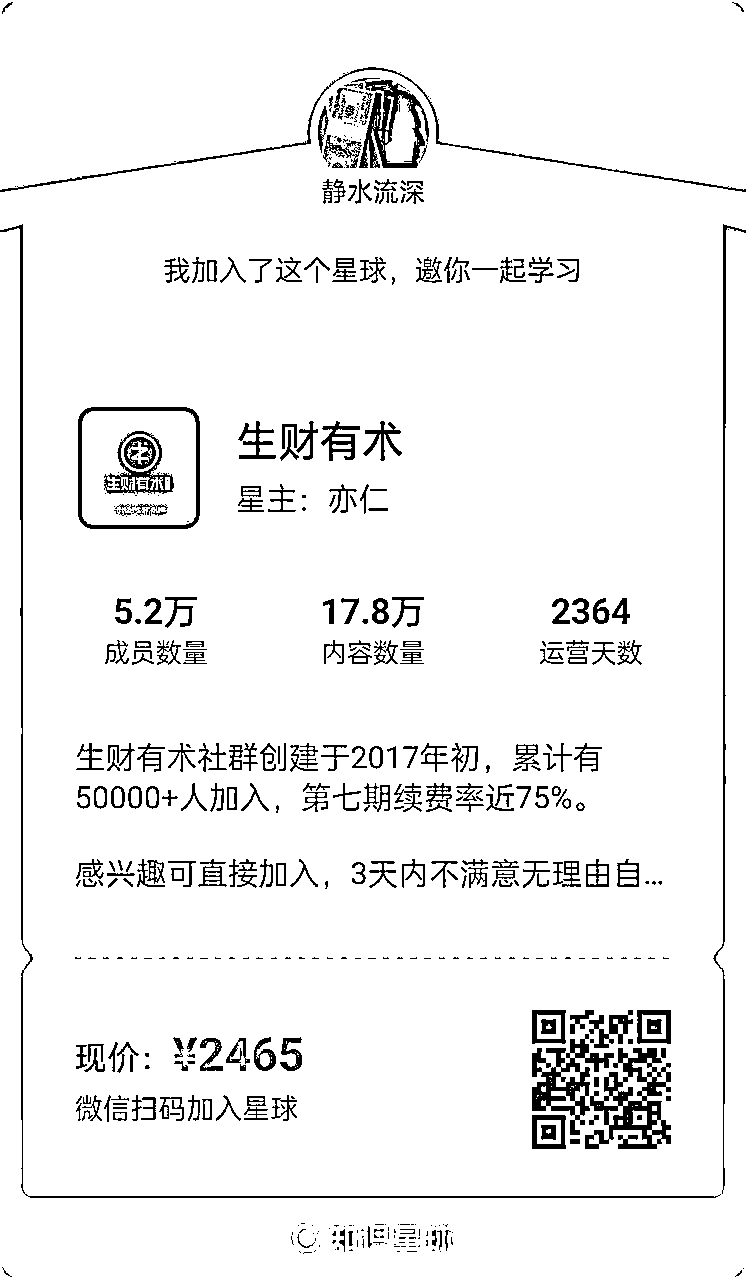 静水流深
我加入了这个星球，邀你一起学习
生财有术
生财有术
星主：亦仁
5.2万
17.8万
2364
成员数量
内容数量
运营天数
生财有术社群创建于2017年初，累计有
50000+人加入，第七期续费率近75%。
感兴趣可直接加入，3天内不满意无理由自...
现价：¥2465
微信扫码加入星球
知识星球